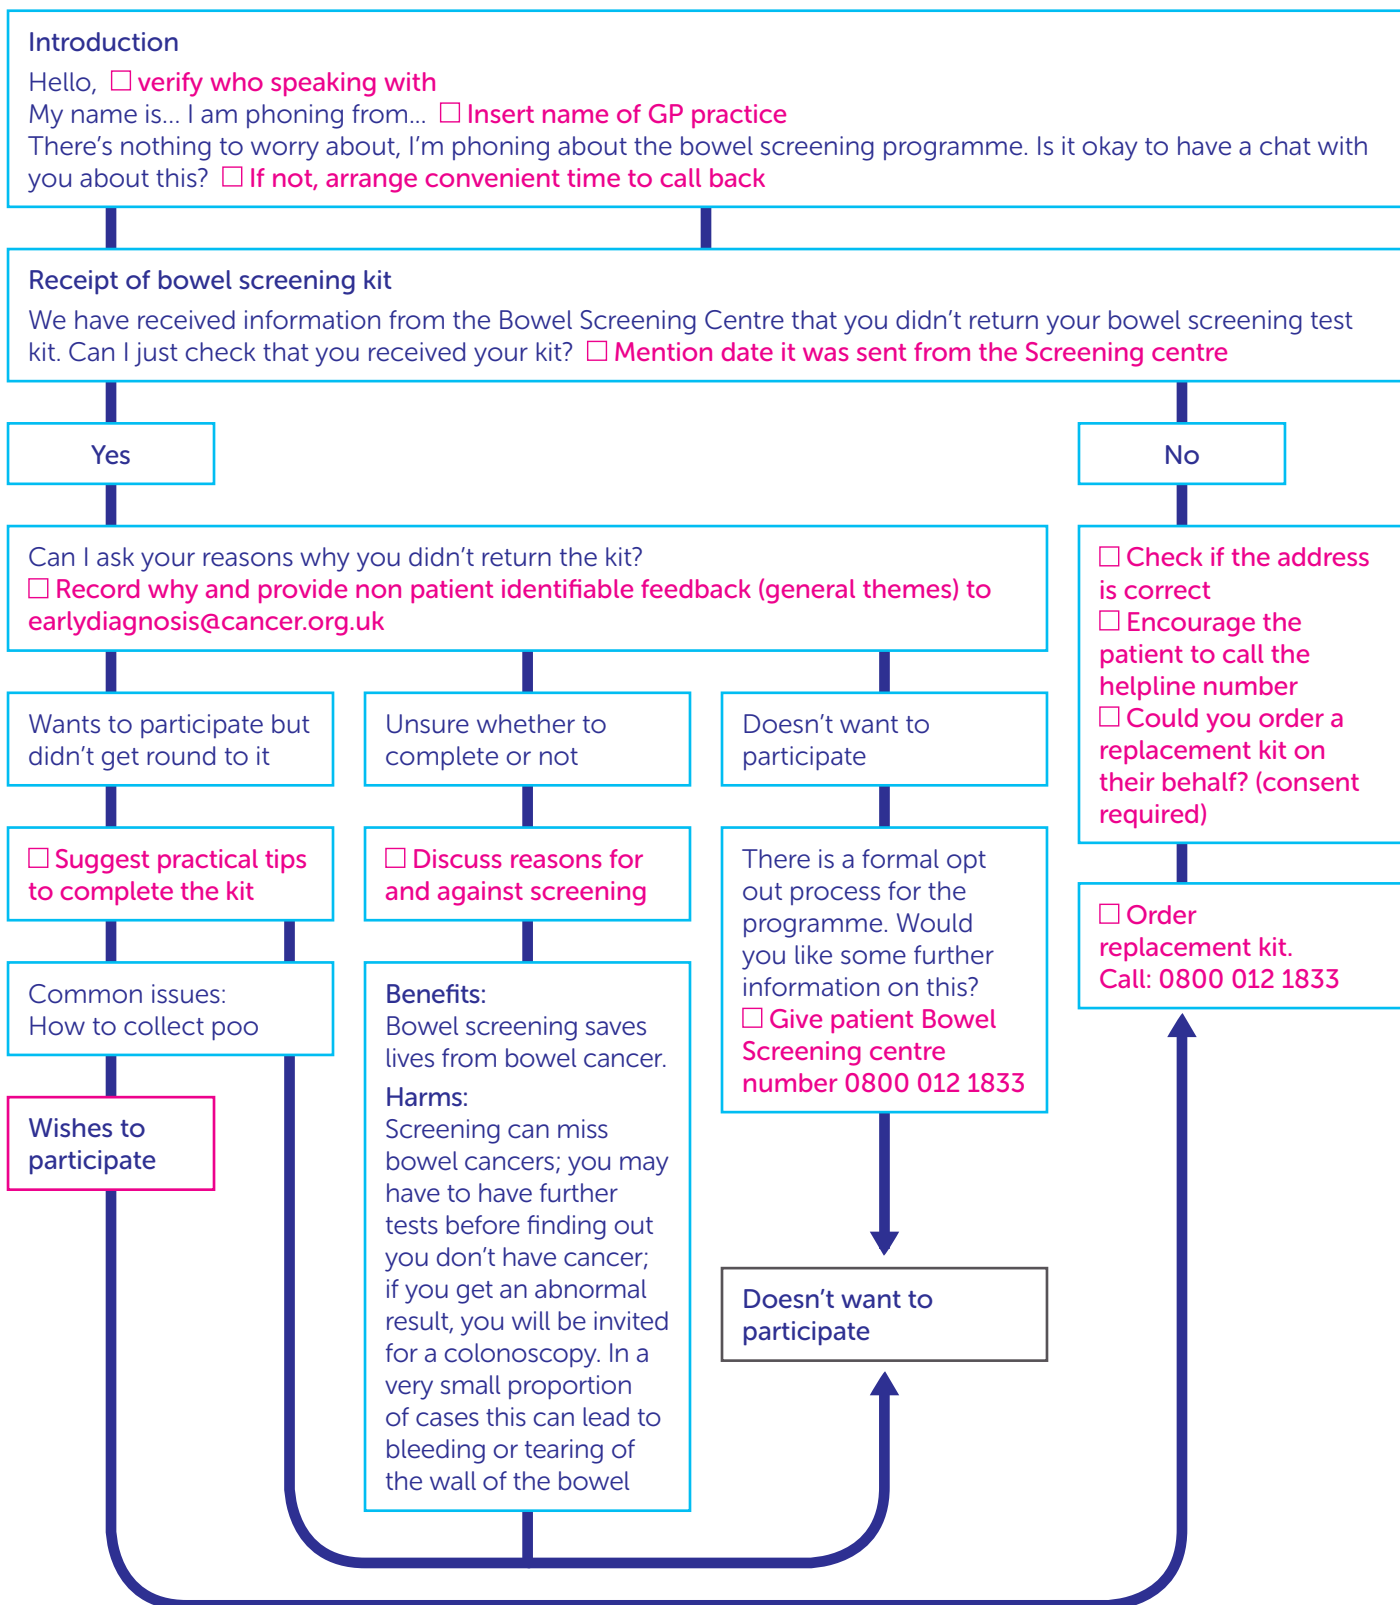 Introduction
Hello, ☐ verify who speaking with
My name is... I am phoning from... ☐ Insert name of GP practice
There’s nothing to worry about, I’m phoning about the bowel screening programme. Is it okay to have a chat with
you about this? ☐ If not, arrange convenient time to call back
Receipt of bowel screening kit
We have received information from the Bowel Screening Centre that you didn’t return your bowel screening test
kit. Can I just check that you received your kit? ☐ Mention date it was sent from the Screening centre
Yes
No
Can I ask your reasons why you didn’t return the kit?
☐ Record why and provide non patient identifiable feedback (general themes) to
earlydiagnosis@cancer.org.uk
Wants to participate but
didn’t get round to it
☐ Suggest practical tips
to complete the kit
Common issues:
How to collect poo
Wishes to
participate
Unsure whether to
complete or not
☐ Discuss reasons for
and against screening
Benefits:
Bowel screening saves
lives from bowel cancer.
Harms:
Screening can miss
bowel cancers; you may
have to have further
tests before finding out
you don’t have cancer;
if you get an abnormal
result, you will be invited
for a colonoscopy. In a
very small proportion
of cases this can lead to
bleeding or tearing of
the wall of the bowel
Doesn’t want to
participate
There is a formal opt
out process for the
programme. Would
you like some further
information on this?
☐ Give patient Bowel
Screening centre
number 0800 012 1833
Doesn’t want to
participate
☐ Check if the address
is correct
☐ Encourage the
patient to call the
helpline number
☐ Could you order a
replacement kit on
their behalf? (consent
required)
☐ Order
replacement kit.
Call: 0800 012 1833